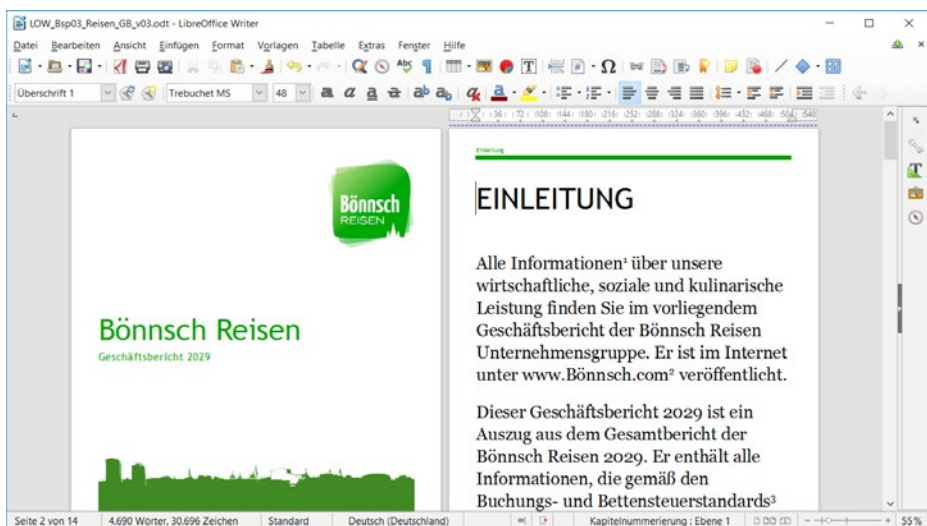 LOW_Bsp03_Reisen_GB_v03.odt - LibreOffice Writer
Datei Bearbeiten Ansicht Einfügen Format Vorlagen Tabelle Extras Fenster Hilfe
Überschrift 1 Trebuchet MS 48
Bönnsch
REISEN
Bönnsch Reisen
Geschäftsbericht 2029
Einleitung
EINLEITUNG
Alle Informationen¹ über unsere
wirtschaftliche, soziale und kulinarische
Leistung finden Sie im vorliegendem
Geschäftsbericht der Bönnsch Reisen
Unternehmensgruppe. Er ist im Internet
unter www.Bönnsch.com² veröffentlicht.
Dieser Geschäftsbericht 2029 ist ein
Auszug aus dem Gesamtbericht der
Bönnsch Reisen 2029. Er enthält alle
Informationen, die gemäß den
Buchungs- und Bettensteuerstandards³
Seite 2 von 14 4.690 Wörter, 30.696 Zeichen Standard Deutsch (Deutschland) Kapitelnummerierung : Ebene 1 55%